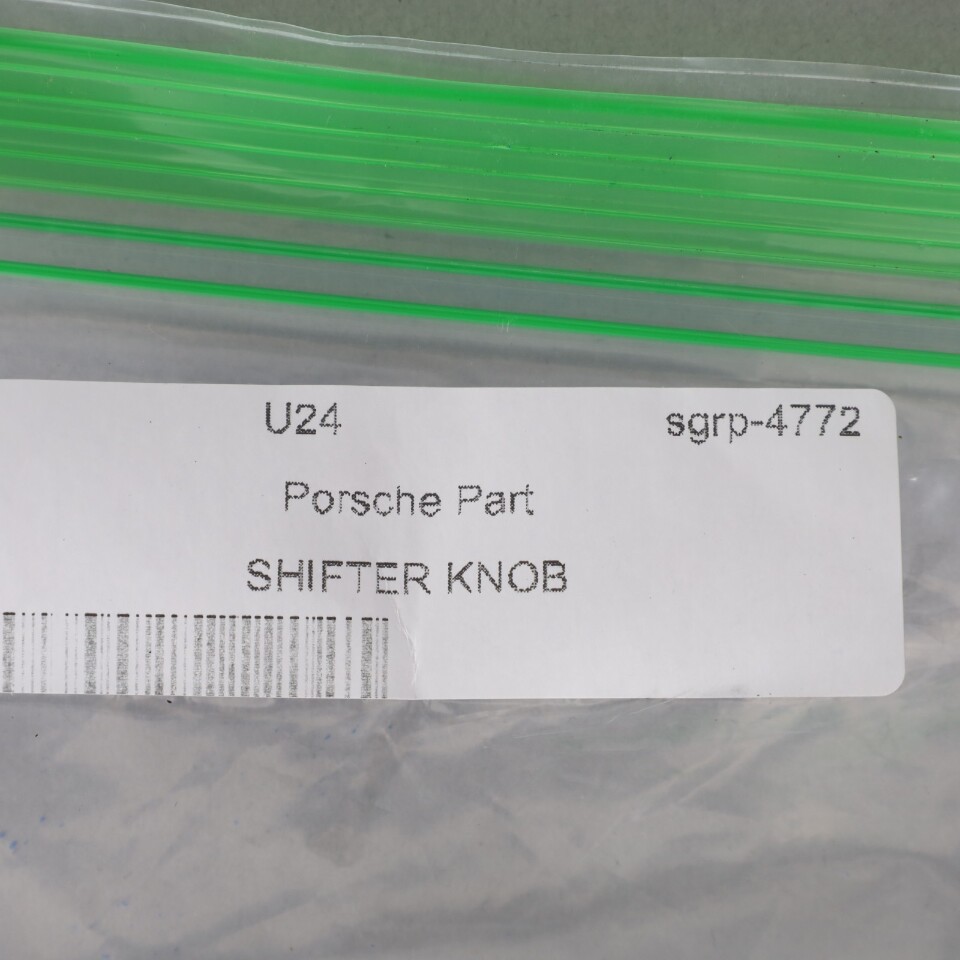 U24 sgrp-4772
Porsche Part
SHIFTER KNOB